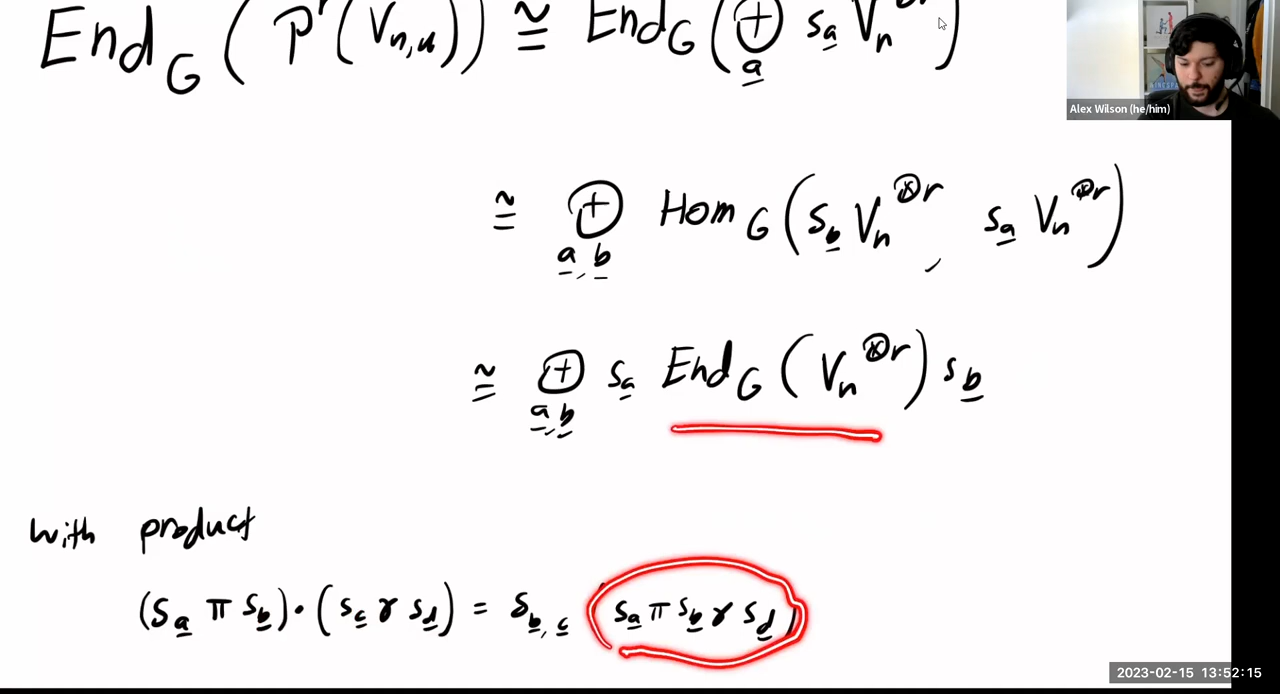 End_G ( P^r (V_{n,k}) ) ≅ End_G ( ⊕_a s_a V_n^{⊗r} )
Alex Wilson (he/him)
≅ ⊕_{a, b} Hom_G ( s_b V_n^{⊗r} , s_a V_n^{⊗r} )
≅ ⊕_{a, b} s_a End_G ( V_n^{⊗r} ) s_b
with product
(s_a π s_b) · (s_c γ s_d) = δ_{b, c} (s_a π s_b γ s_d)
2023-02-15 13:52:15